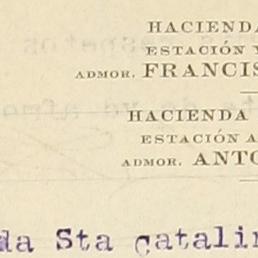 HACIENDA
ESTACIÓN
ADMOR. FRANCIS
HACIENDA
ESTACIÓN A
ADMOR. ANTO
da Sta Catalin